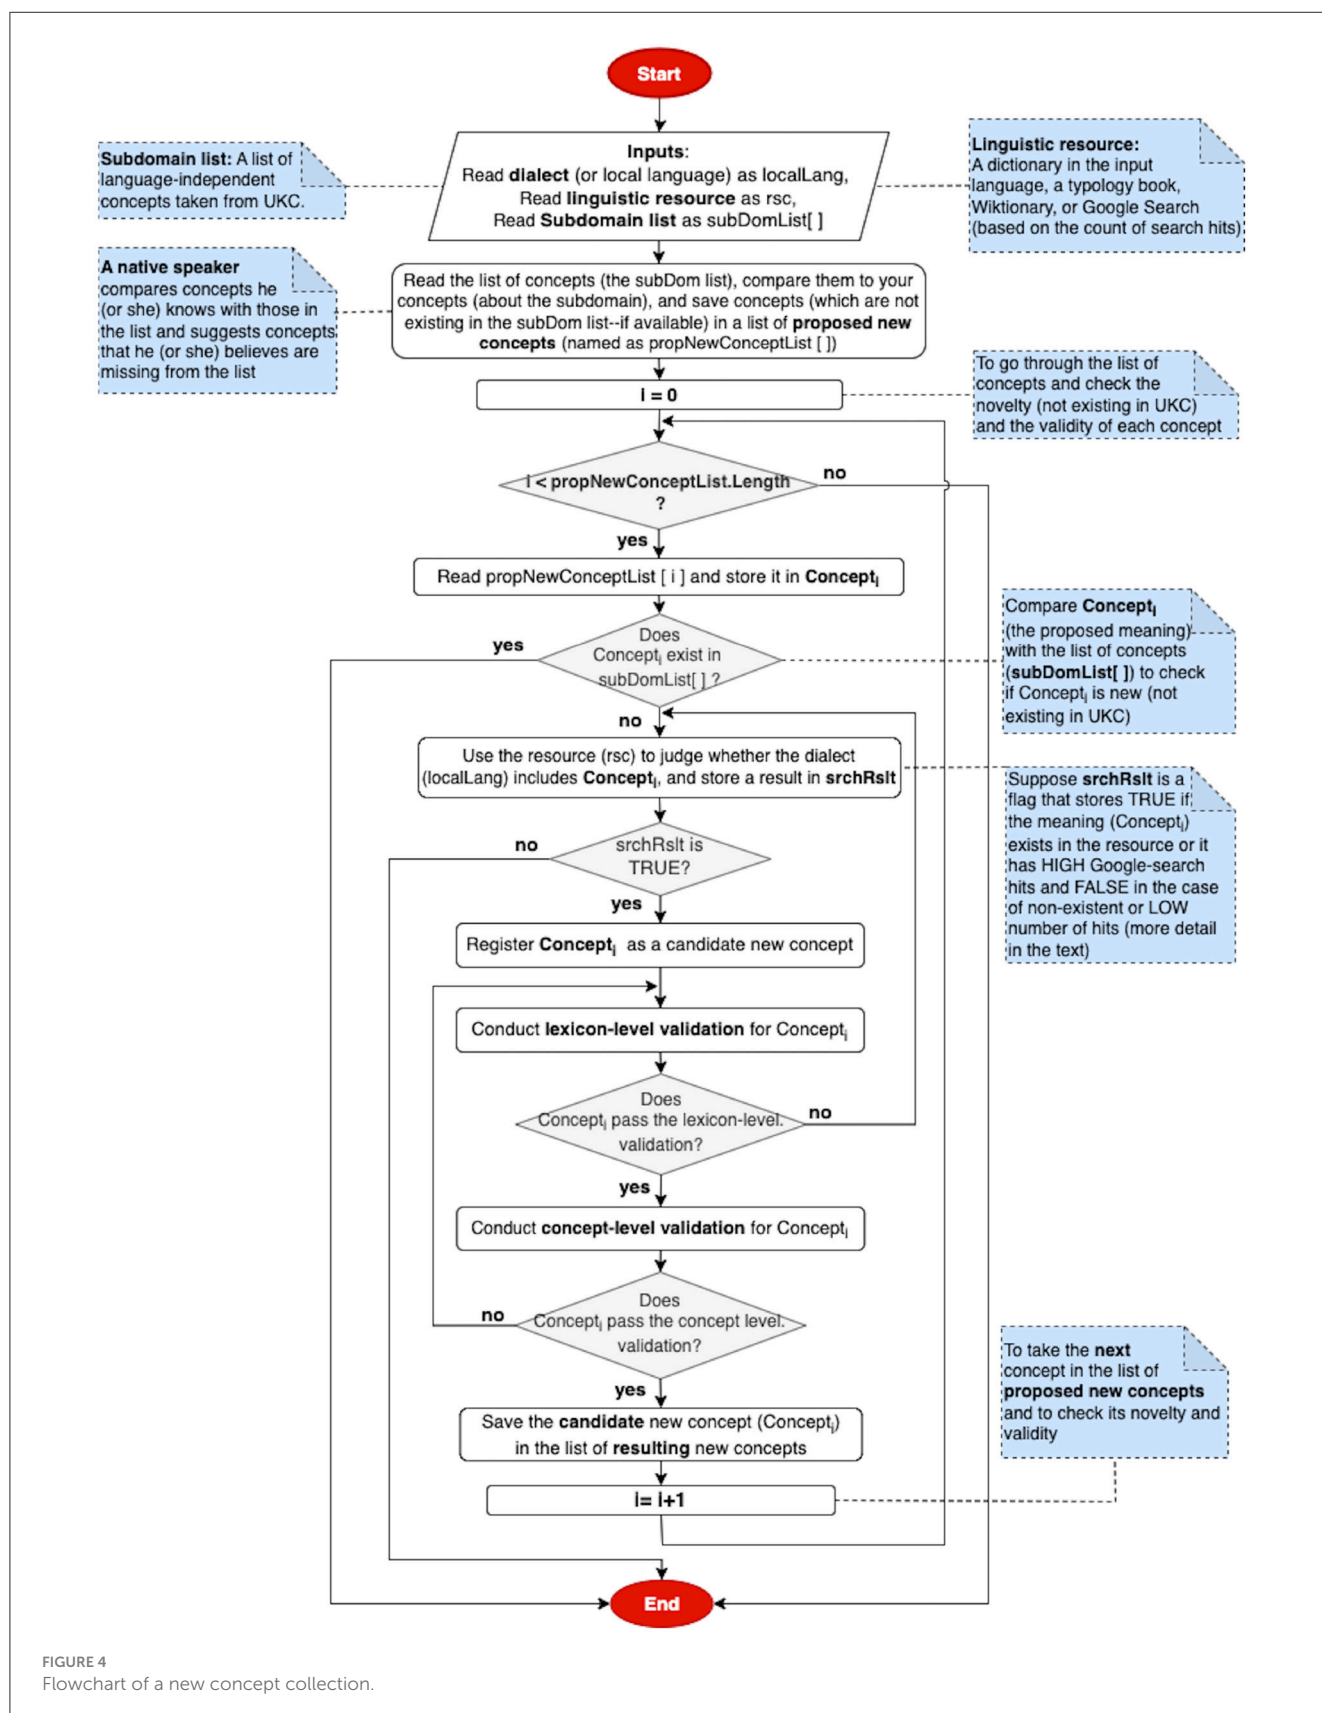 Start
Subdomain list: A list of
language-independent
concepts taken from UKC.
Inputs:
Read dialect (or local language) as localLang,
Read linguistic resource as rsc,
Read Subdomain list as subDomList[ ]
Linguistic resource:
A dictionary in the input
language, a typology book,
Wiktionary, or Google Search
(based on the count of search hits)
A native speaker
compares concepts he
(or she) knows with those in
the list and suggests concepts
that he (or she) believes are
missing from the list
Read the list of concepts (the subDom list), compare them to your
concepts (about the subdomain), and save concepts (which are not
existing in the subDom list--if available) in a list of proposed new
concepts (named as propNewConceptList [ ])
I = 0
To go through the list of
concepts and check the
novelty (not existing in UKC)
and the validity of each concept
i < propNewConceptList.Length
?
no
yes
Read propNewConceptList [ i ] and store it in Concepti
Does
Concepti exist in
subDomList[ ] ?
yes
no
Compare Concepti
(the proposed meaning)
with the list of concepts
(subDomList[ ]) to check
if Concepti is new (not
existing in UKC)
Use the resource (rsc) to judge whether the dialect
(localLang) includes Concepti, and store a result in srchRslt
Suppose srchRslt is a
flag that stores TRUE if
the meaning (Concepti)
exists in the resource or it
has HIGH Google-search
hits and FALSE in the case
of non-existent or LOW
number of hits (more detail
in the text)
srchRslt is
TRUE?
no
yes
Register Concepti as a candidate new concept
Conduct lexicon-level validation for Concepti
Does
Concepti pass the lexicon-level.
validation?
no
yes
Conduct concept-level validation for Concepti
Does
Concepti pass the concept level.
validation?
no
yes
Save the candidate new concept (Concepti)
in the list of resulting new concepts
i= i+1
To take the next
concept in the list of
proposed new concepts
and to check its novelty and
validity
End
FIGURE 4
Flowchart of a new concept collection.